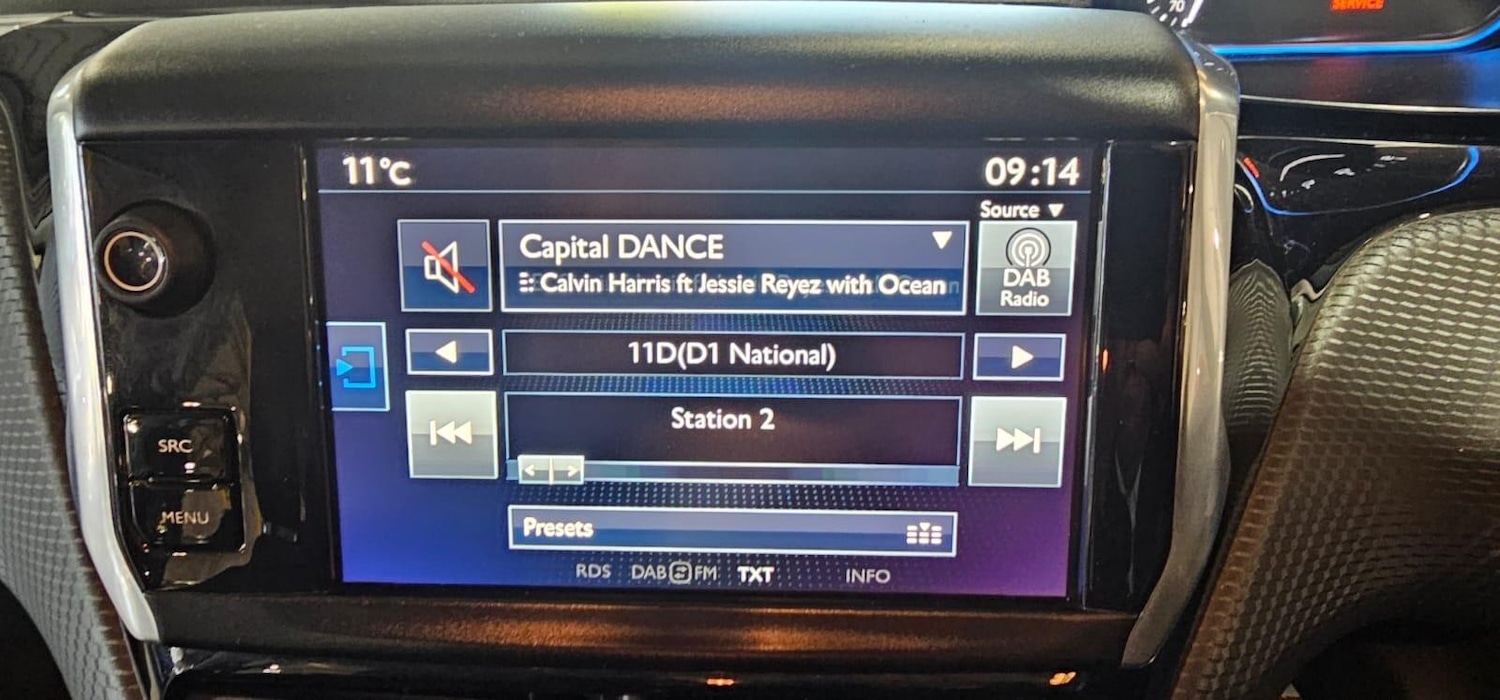 70
SERVICE
11°C
09:14
Source
Capital DANCE
Calvin Harris ft Jessie Reyez with Ocean
DAB
Radio
11D(D1 National)
SRC
Station 2
MENU
Presets
RDS DAB FM TXT INFO